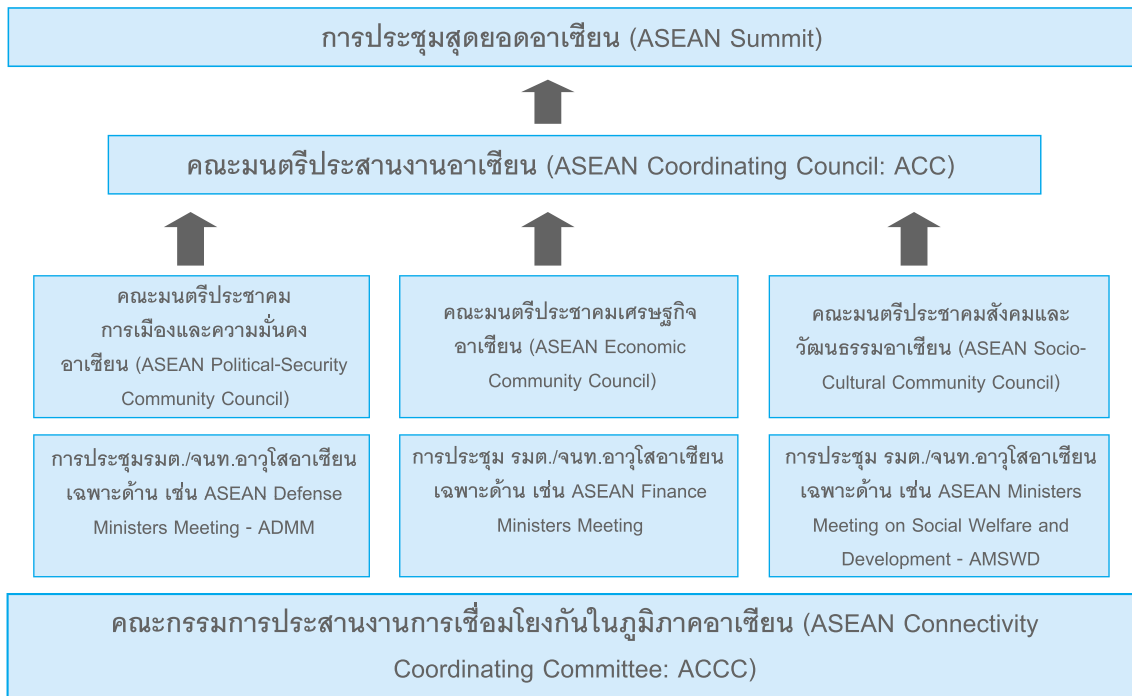 การประชุมสุดยอดอาเซียน (ASEAN Summit)
คณะมนตรีประสานงานอาเซียน (ASEAN Coordinating Council: ACC)
คณะมนตรีประชาคม
การเมืองและความมั่นคง
อาเซียน (ASEAN Political-Security
Community Council)
คณะมนตรีประชาคมเศรษฐกิจ
อาเซียน (ASEAN Economic
Community Council)
คณะมนตรีประชาคมสังคมและ
วัฒนธรรมอาเซียน (ASEAN Socio-
Cultural Community Council)
การประชุมรมต./จนท.อาวุโสอาเซียน
เฉพาะด้าน เช่น ASEAN Defense
Ministers Meeting - ADMM
การประชุม รมต./จนท.อาวุโสอาเซียน
เฉพาะด้าน เช่น ASEAN Finance
Ministers Meeting
การประชุม รมต./จนท.อาวุโสอาเซียน
เฉพาะด้าน เช่น ASEAN Ministers
Meeting on Social Welfare and
Development - AMSWD
คณะกรรมการประสานงานการเชื่อมโยงกันในภูมิภาคอาเซียน (ASEAN Connectivity
Coordinating Committee: ACCC)